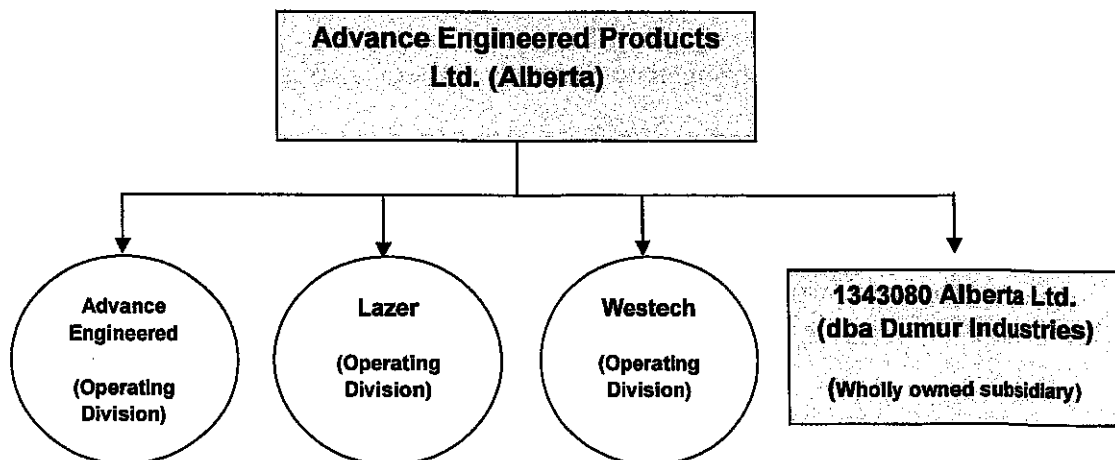 Advance Engineered Products
Ltd. (Alberta)
Advance
Engineered
(Operating
Division)
Lazer
(Operating
Division)
Westech
(Operating
Division)
1343080 Alberta Ltd.
(dba Dumur Industries)
(Wholly owned subsidiary)